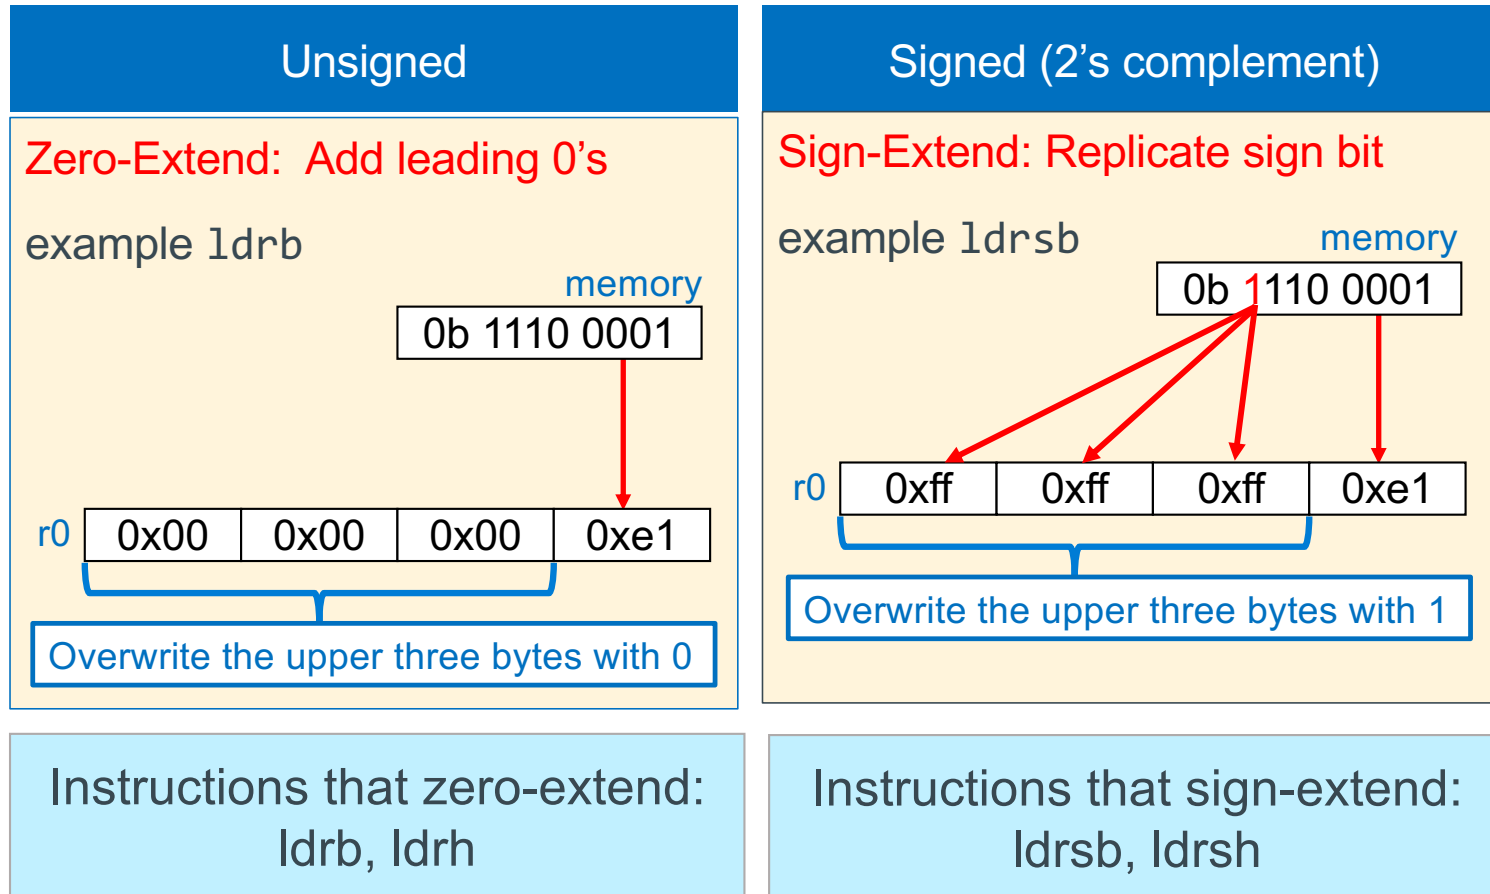 Unsigned
Zero-Extend: Add leading 0's
example ldrb
memory
0b 1110 0001
r0 0x00 0x00 0x00 0xe1
Overwrite the upper three bytes with 0
Instructions that zero-extend:
ldrb, ldrh
Signed (2's complement)
Sign-Extend: Replicate sign bit
example ldrsb
memory
0b 1110 0001
r0 0xff 0xff 0xff 0xe1
Overwrite the upper three bytes with 1
Instructions that sign-extend:
ldrsb, ldrsh